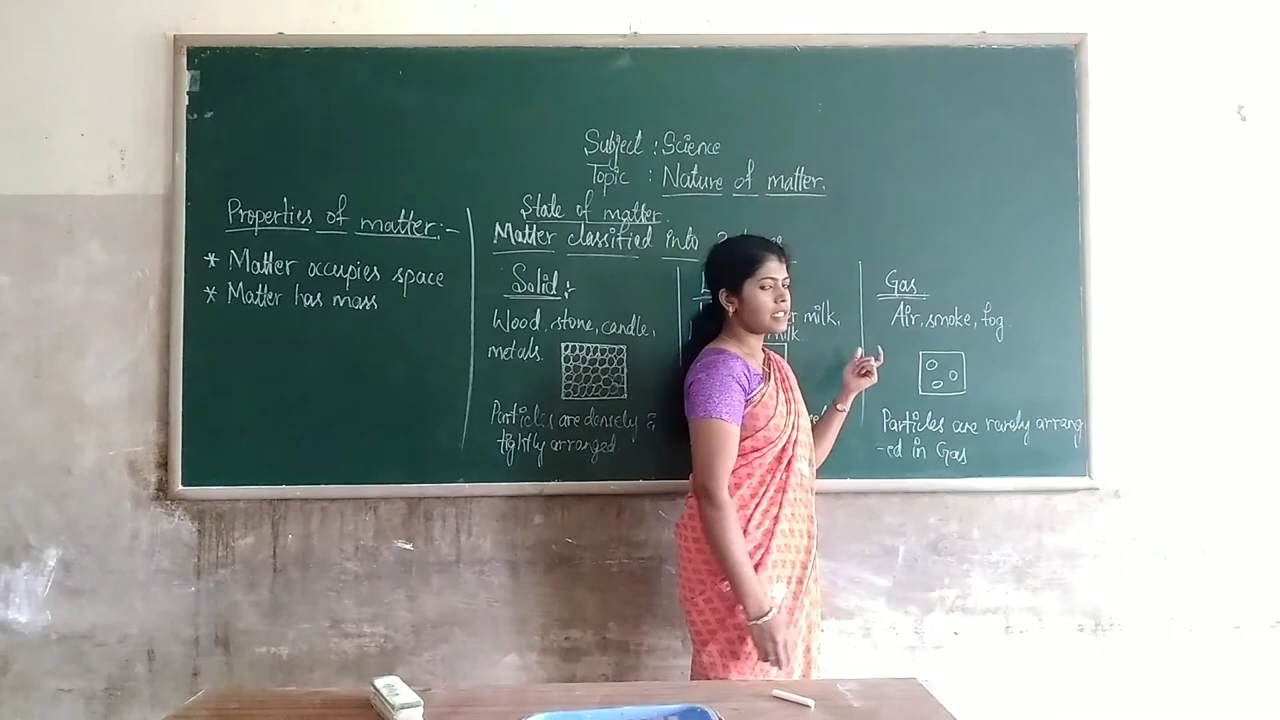 Subject : Science
Topic : Nature of matter.
Properties of matter:-
* Matter occupies space
* Matter has mass
State of matter.
Matter classified into
Solid:-
Wood, stone, candle,
metals.
Particles are densely &
tightly arranged.
milk,
milk.
Gas.
Air, smoke, fog.
Particles are rarely arrang
-ed in Gas